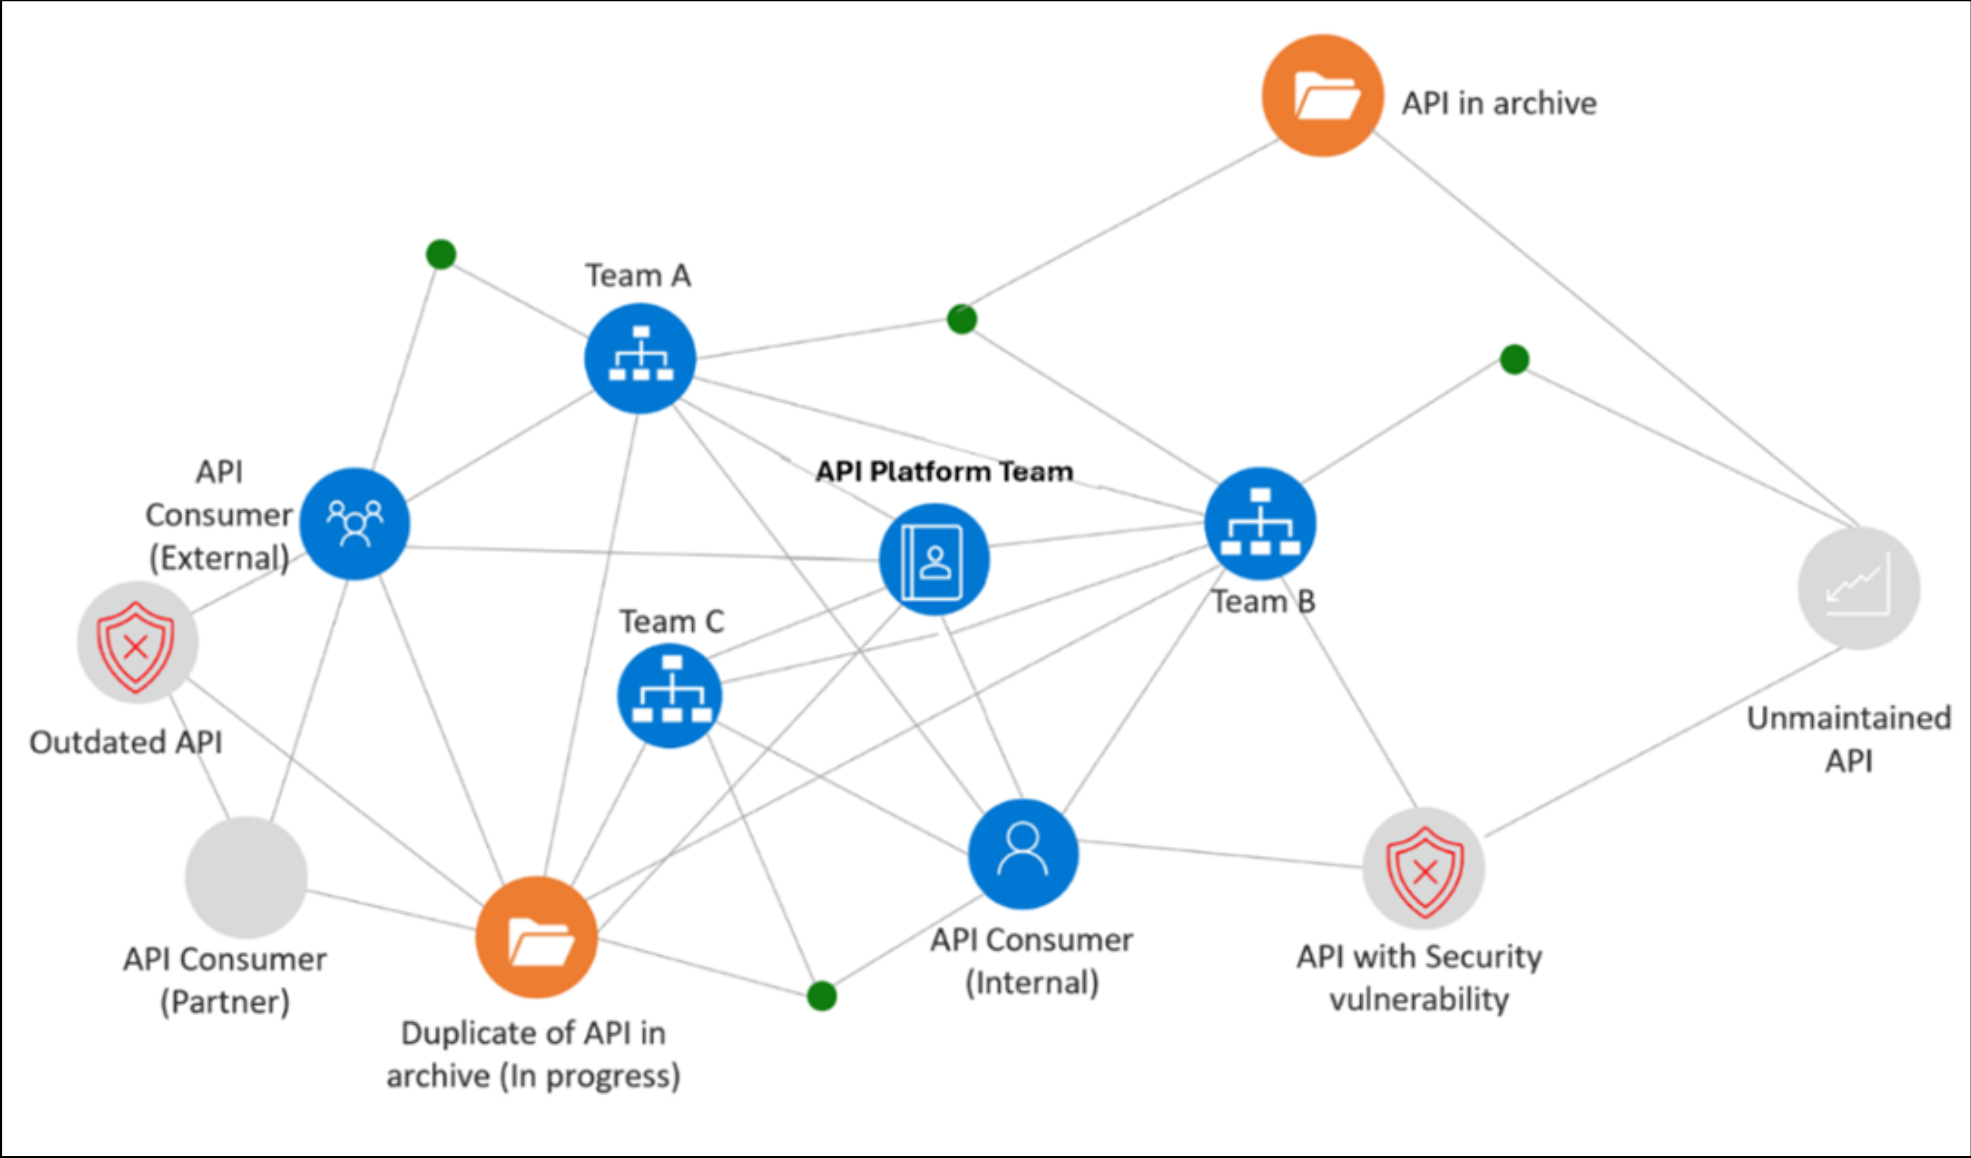 API in archive
Team A
API Platform Team
API
Consumer
(External)
Team B
Team C
Outdated API
Unmaintained
API
API Consumer
(Partner)
API Consumer
(Internal)
API with Security
vulnerability
Duplicate of API in
archive (In progress)